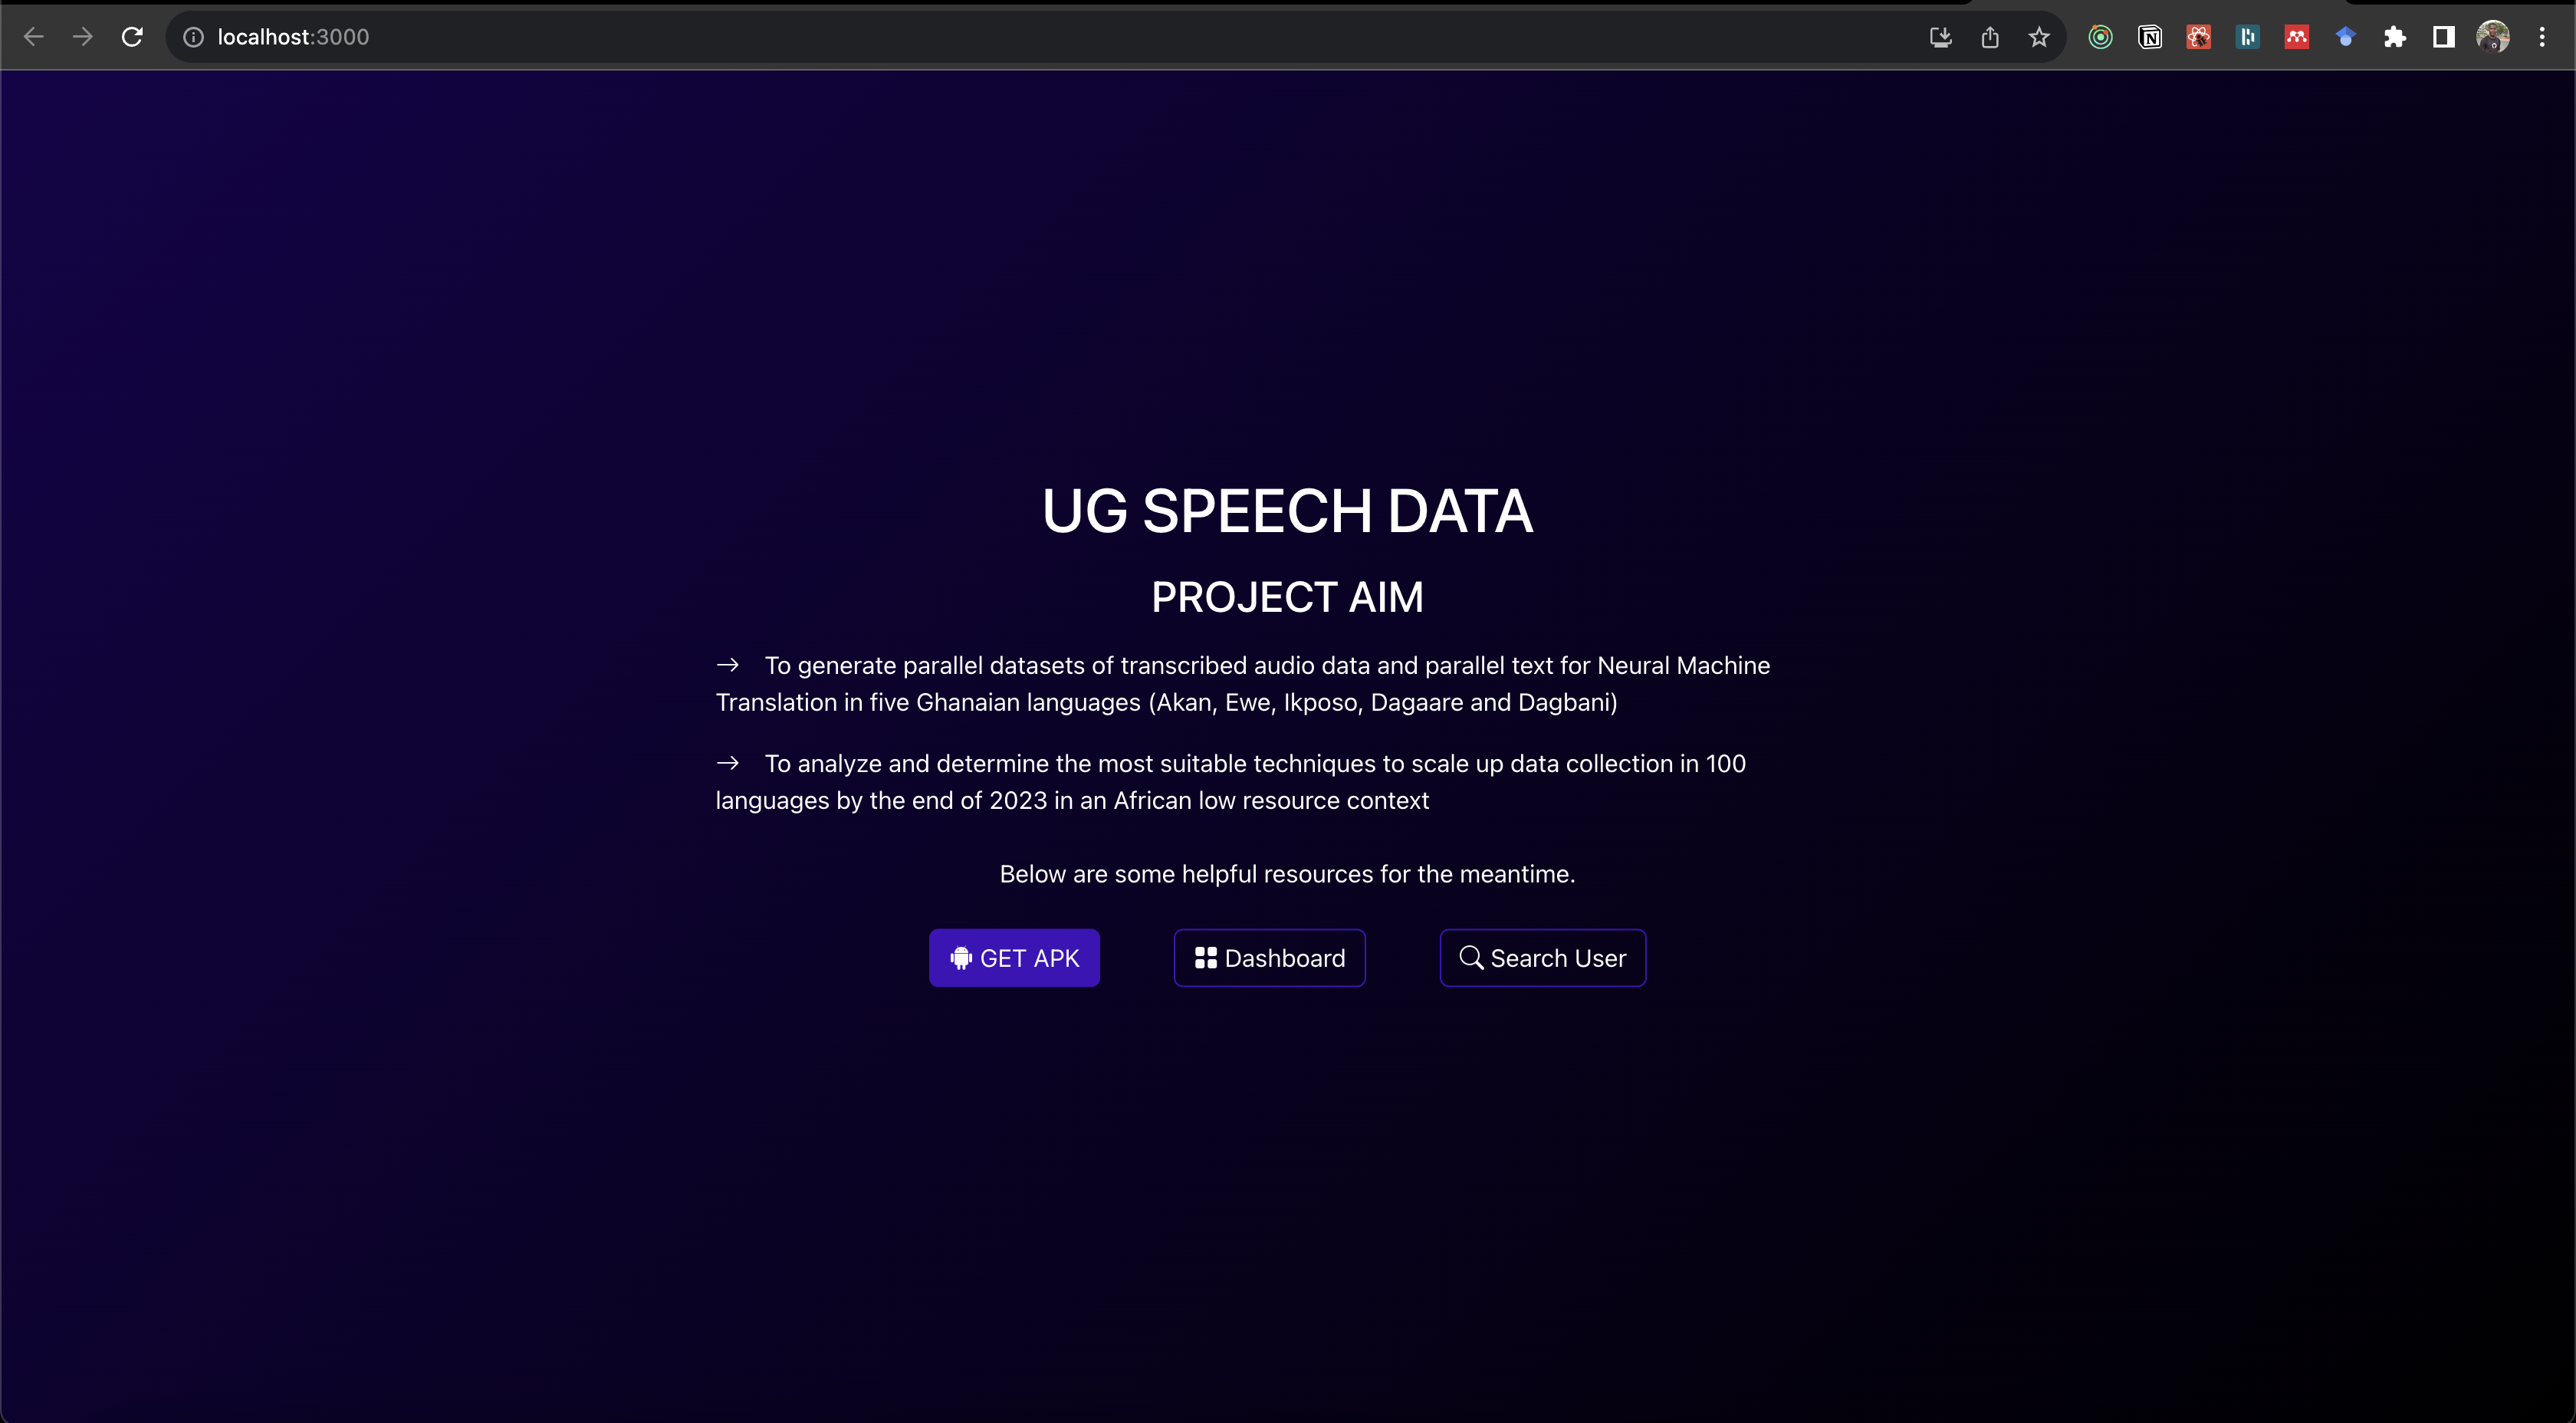 localhost:3000
UG SPEECH DATA
PROJECT AIM
→ To generate parallel datasets of transcribed audio data and parallel text for Neural Machine
Translation in five Ghanaian languages (Akan, Ewe, Ikposo, Dagaare and Dagbani)
→ To analyze and determine the most suitable techniques to scale up data collection in 100
languages by the end of 2023 in an African low resource context
Below are some helpful resources for the meantime.
GET APK Dashboard Search User